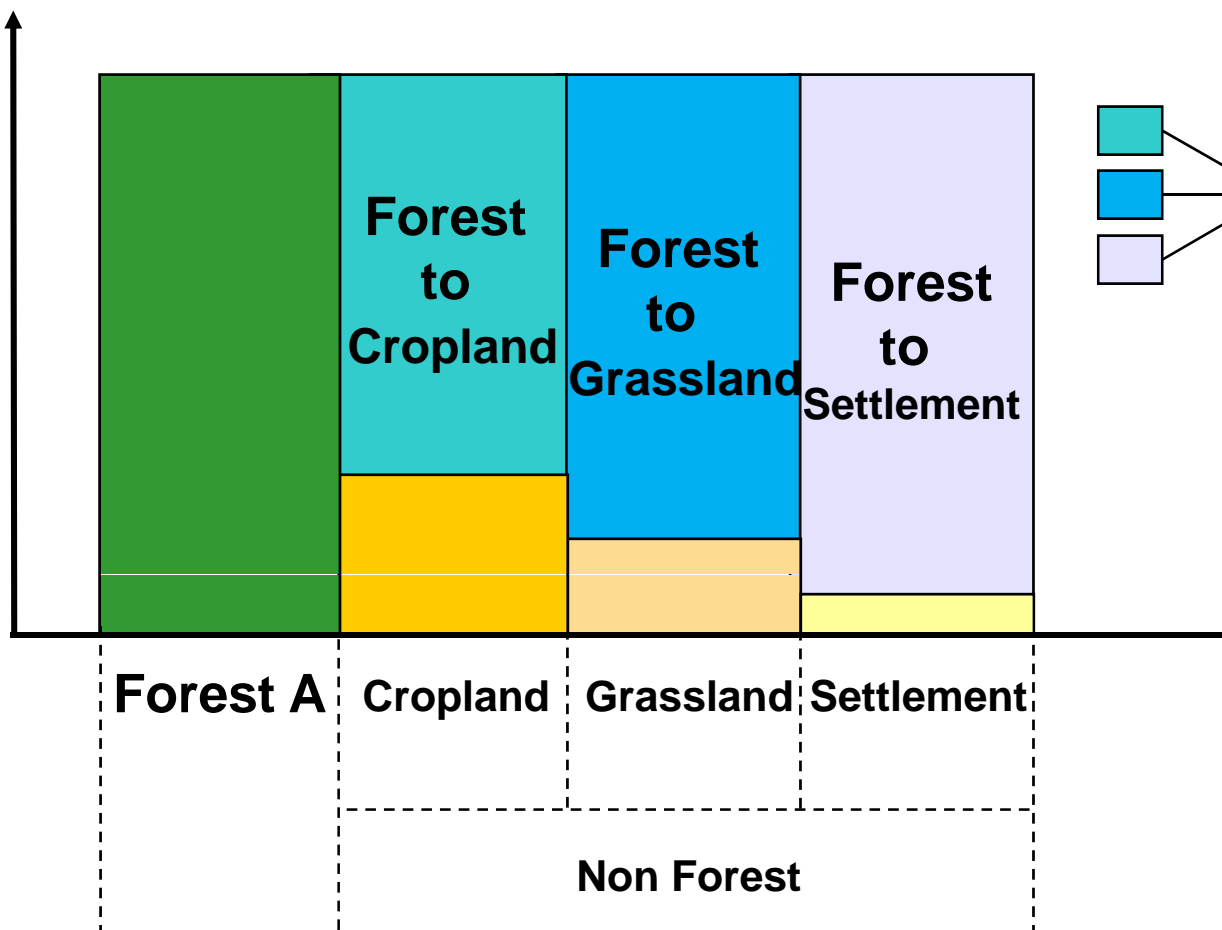 Forest
to
Cropland
Forest
to
Grassland
Forest
to
Settlement
Forest A
Cropland
Grassland
Settlement
Non Forest